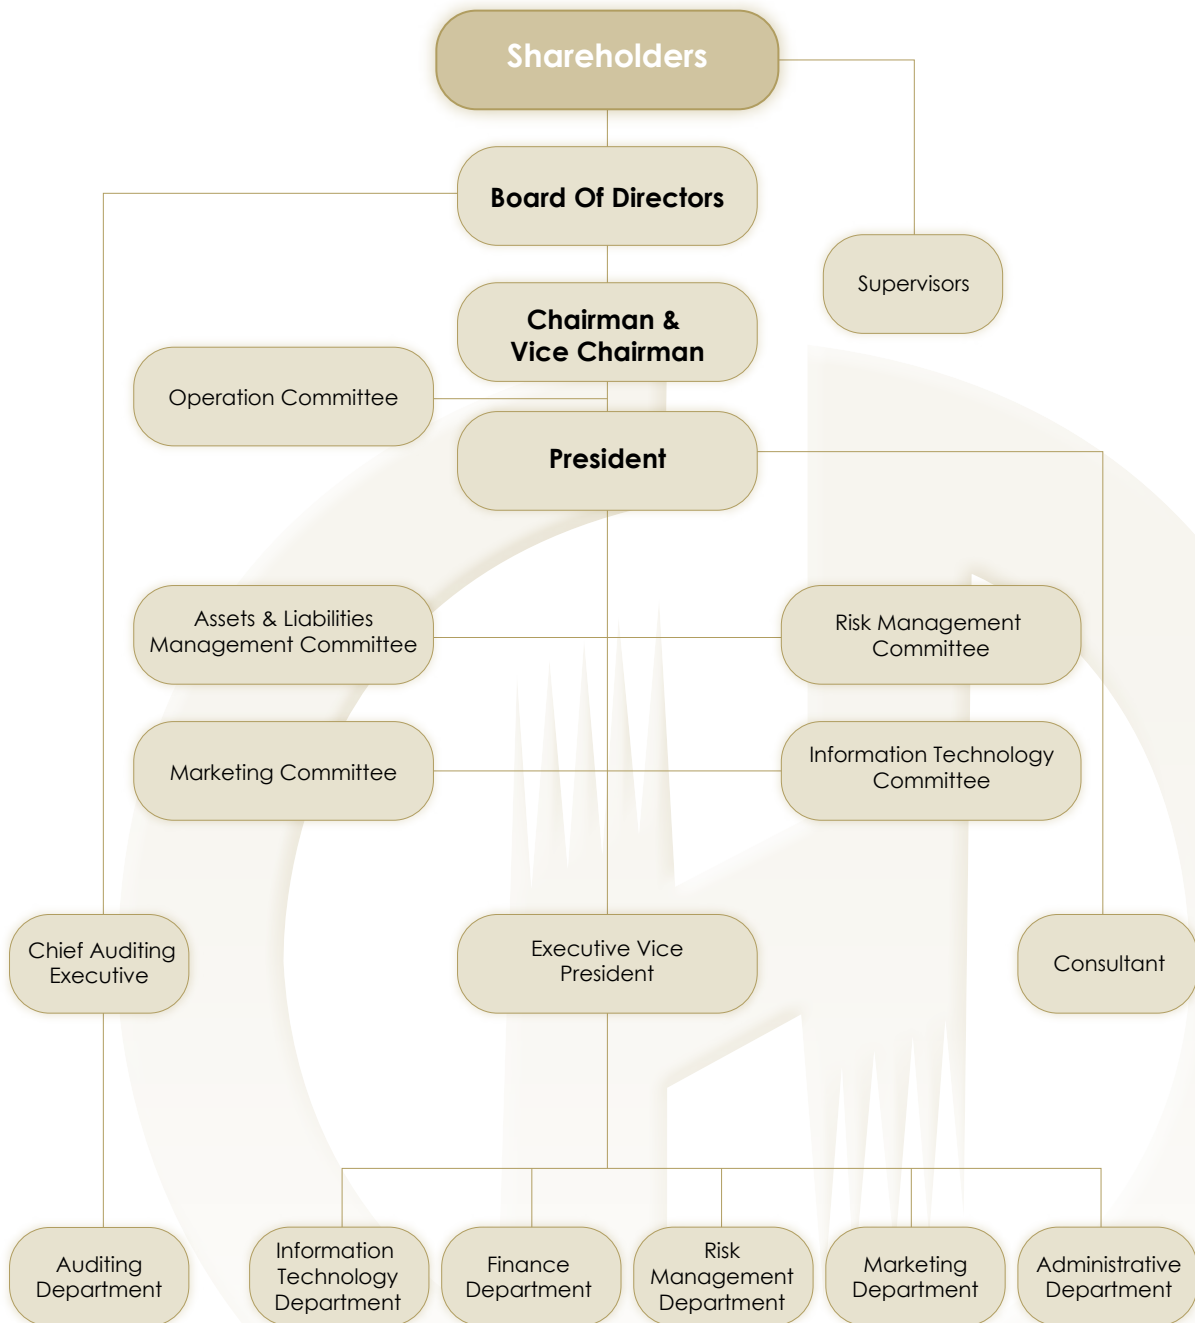 Shareholders
Board Of Directors
Supervisors
Chairman &
Vice Chairman
Operation Committee
President
Assets & Liabilities
Management Committee
Risk Management
Committee
Marketing Committee
Information Technology
Committee
Chief Auditing
Executive
Executive Vice
President
Consultant
Auditing
Department
Information
Technology
Department
Finance
Department
Risk
Management
Department
Marketing
Department
Administrative
Department